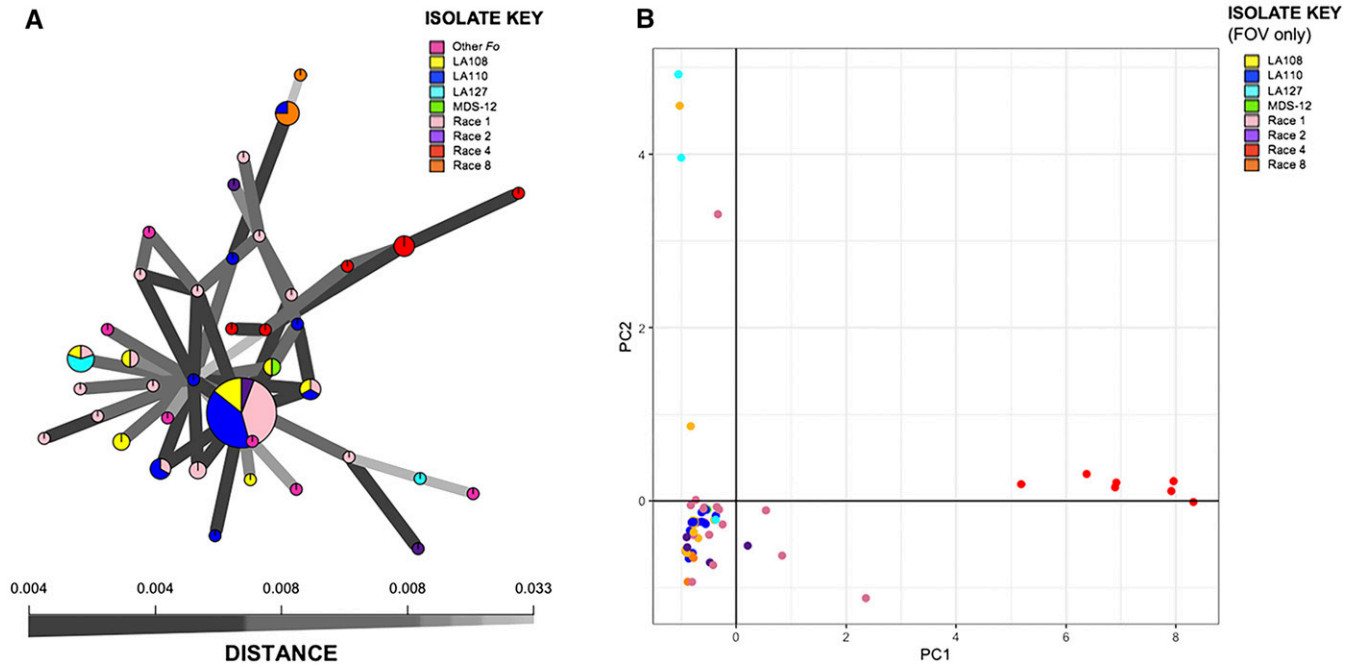 A
ISOLATE KEY
Other Fo
LA108
LA110
LA127
MDS-12
Race 1
Race 2
Race 4
Race 8
0.004 0.004 0.008 0.008 0.033
DISTANCE
B
ISOLATE KEY
(FOV only)
LA108
LA110
LA127
MDS-12
Race 1
Race 2
Race 4
Race 8
4
2
0
PC2
0 2 4 6 8
PC1